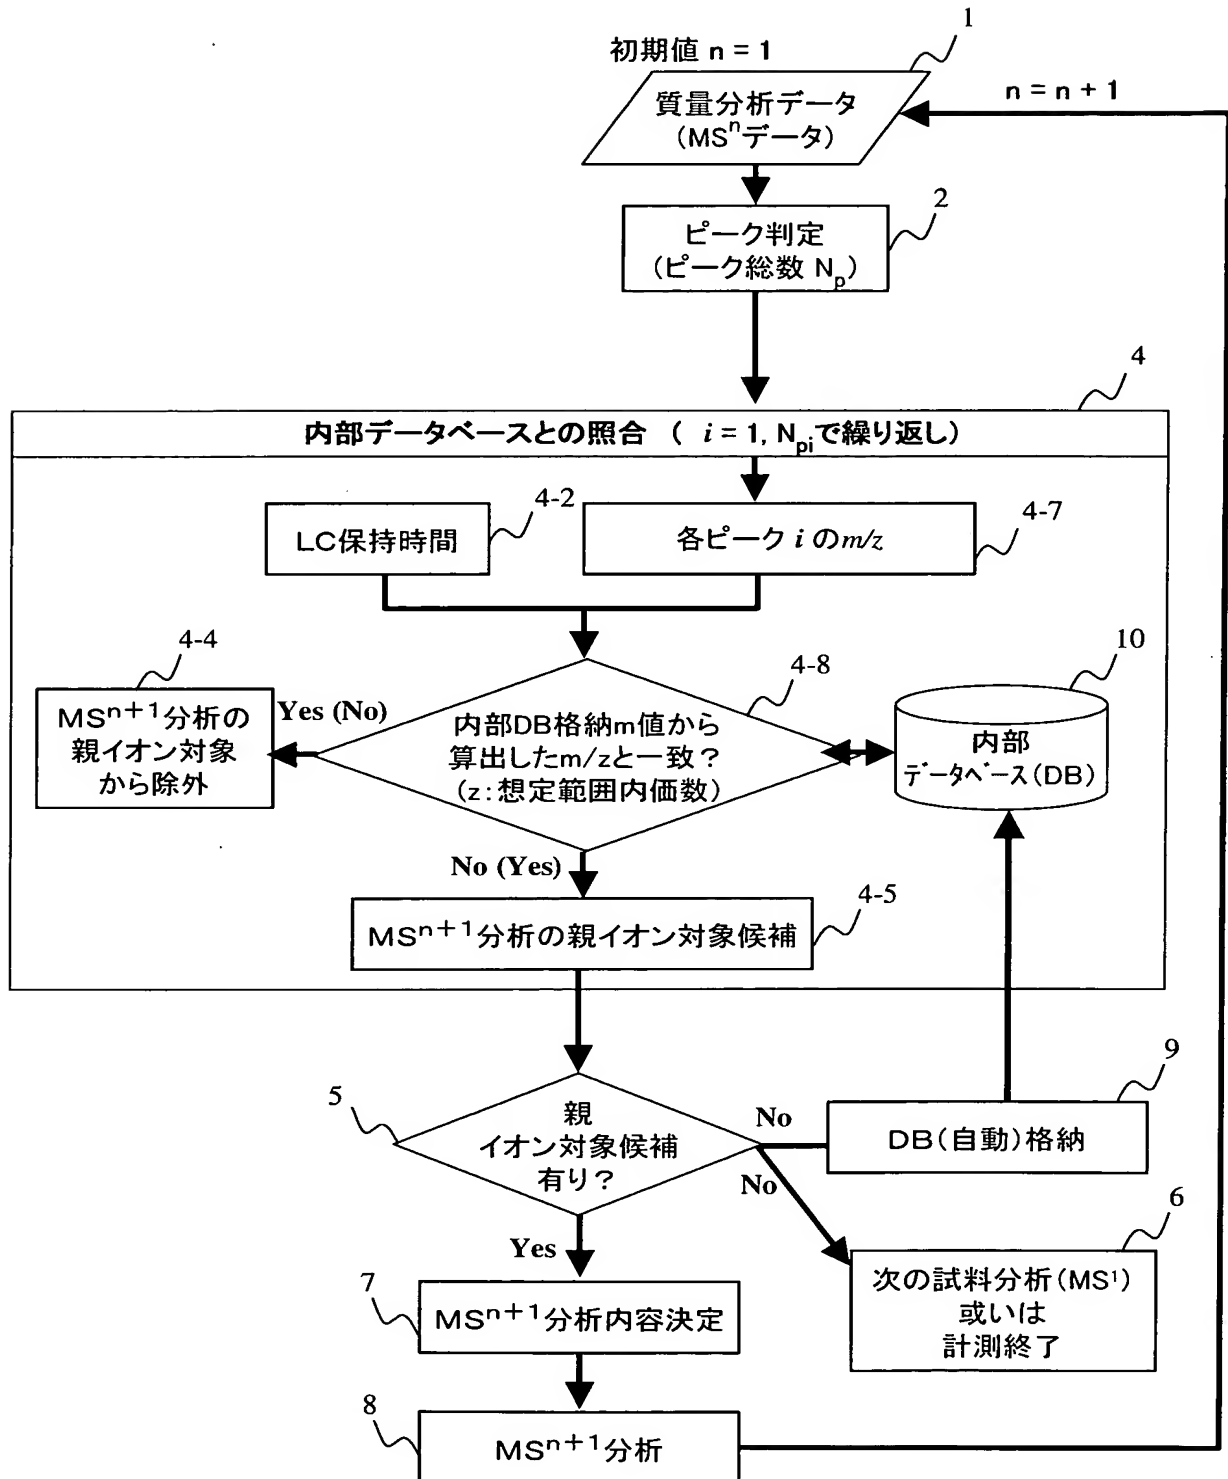 1
初期値 n = 1
質量分析データ
(MSⁿデータ)
n = n + 1
2
ピーク判定
(ピーク総数 Nₚ)
4
内部データベースとの照合 ( i = 1, Npiで繰り返し)
4-2
LC保持時間
4-7
各ピーク i のm/z
4-4
MSⁿ⁺¹分析の
親イオン対象
から除外
Yes (No)
4-8
内部DB格納m値から
算出したm/zと一致?
(z:想定範囲内価数)
10
内部
データベース(DB)
No (Yes)
4-5
MSⁿ⁺¹分析の親イオン対象候補
5
親
イオン対象候補
有り?
No
9
DB(自動)格納
No
6
次の試料分析(MS¹)
或いは
計測終了
Yes
7
MSⁿ⁺¹分析内容決定
8
MSⁿ⁺¹分析